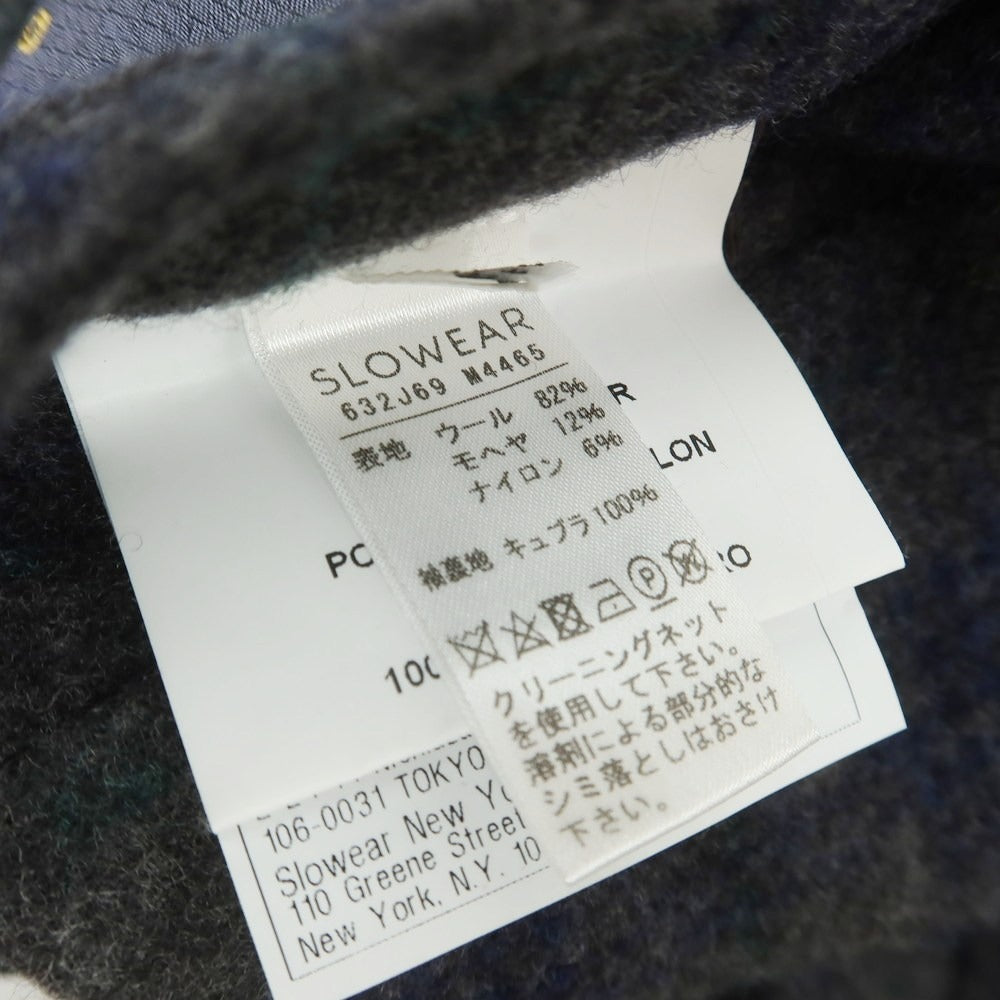 SLOWEAR
632J69 M4465
表地 ウール 82%
モヘヤ 12%
ナイロン 6%
袖裏地 キュプラ 100%
P
W
クリーニングネット
を使用して下さい。
溶剤による部分的な
シミ落としはおさけ
下さい。
R
LON
PO
RO
100
106-0031 TOKYO
Slowear New Yo
110 Greene Street
New York, N.Y. 10